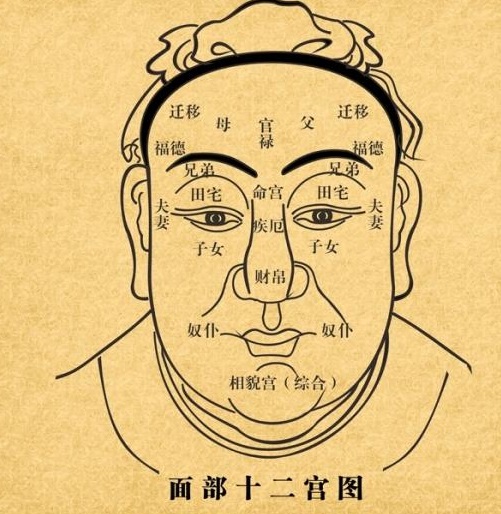 迁移
迁移
母
官禄
父
福德
福德
兄弟
兄弟
田宅
命宫
田宅
夫妻
夫妻
疾厄
子女
子女
财帛
奴仆
奴仆
相貌宫（综合）
面部十二宫图